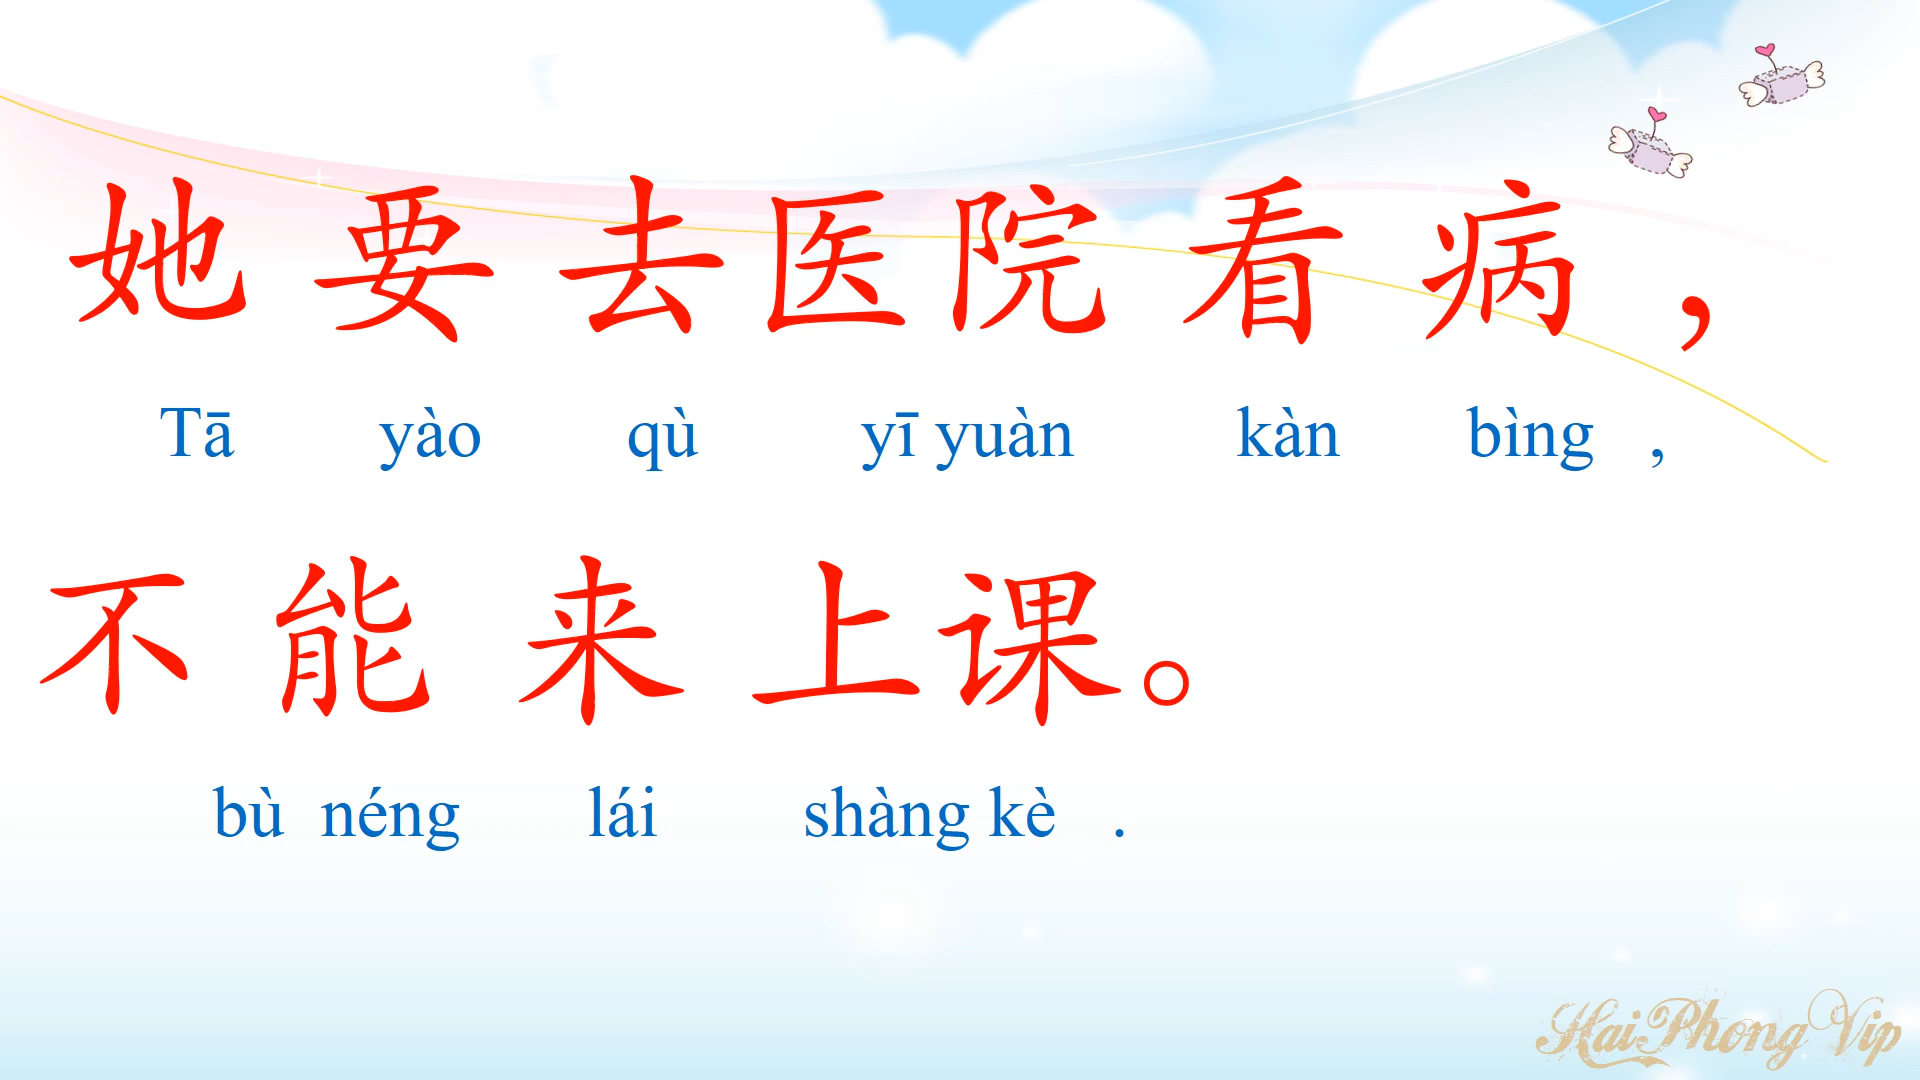 她 要 去 医 院 看 病 ，
Tā yào qù yī yuàn kàn bìng ,
不 能 来 上 课。
bù néng lái shàng kè .
HaiPhong Vip